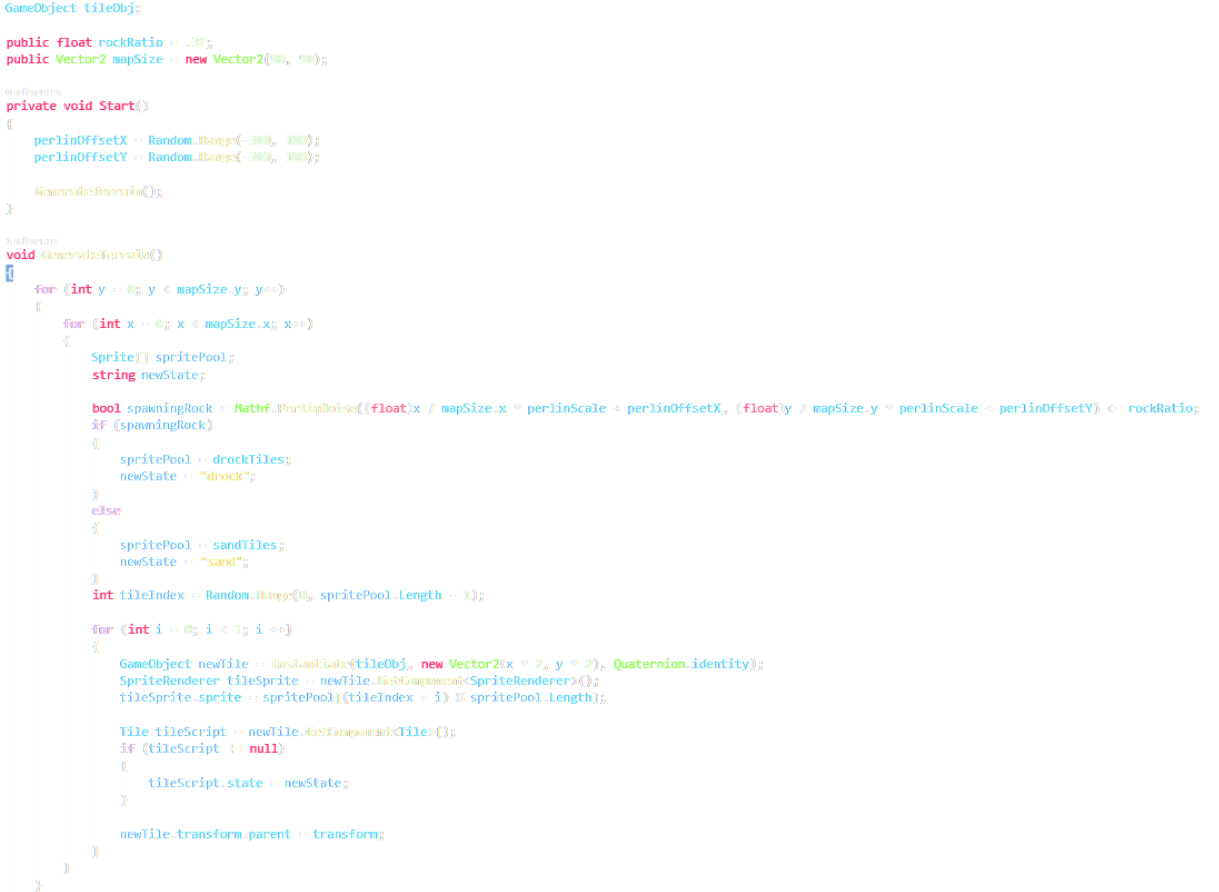 GameObject tileObj;
public float rockRatio = .3f;
public Vector2 mapSize = new Vector2(90, 90);
0 references
private void Start()
{
perlinOffsetX = Random.Range(-300, 300);
perlinOffsetY = Random.Range(-300, 300);
GenerateTerrain();
}
1 reference
void GenerateTerrain()
{
for (int y = 0; y < mapSize.y; y++)
{
for (int x = 0; x < mapSize.x; x++)
{
Sprite[] spritePool;
string newState;
bool spawningRock = Mathf.PerlinNoise((float)x / mapSize.x * perlinScale + perlinOffsetX, (float)y / mapSize.y * perlinScale + perlinOffsetY) <= rockRatio;
if (spawningRock)
{
spritePool = drockTiles;
newState = "drock";
}
else
{
spritePool = sandTiles;
newState = "sand";
}
int tileIndex = Random.Range(0, spritePool.Length - 1);
for (int i = 0; i < 1; i ++)
{
GameObject newTile = Instantiate(tileObj, new Vector2(x * 2, y * 2), Quaternion.identity);
SpriteRenderer tileSprite = newTile.GetComponent<SpriteRenderer>();
tileSprite.sprite = spritePool[(tileIndex + i) % spritePool.Length];
Tile tileScript = newTile.GetComponent<Tile>();
if (tileScript != null)
{
tileScript.state = newState;
}
newTile.transform.parent = transform;
}
}
}